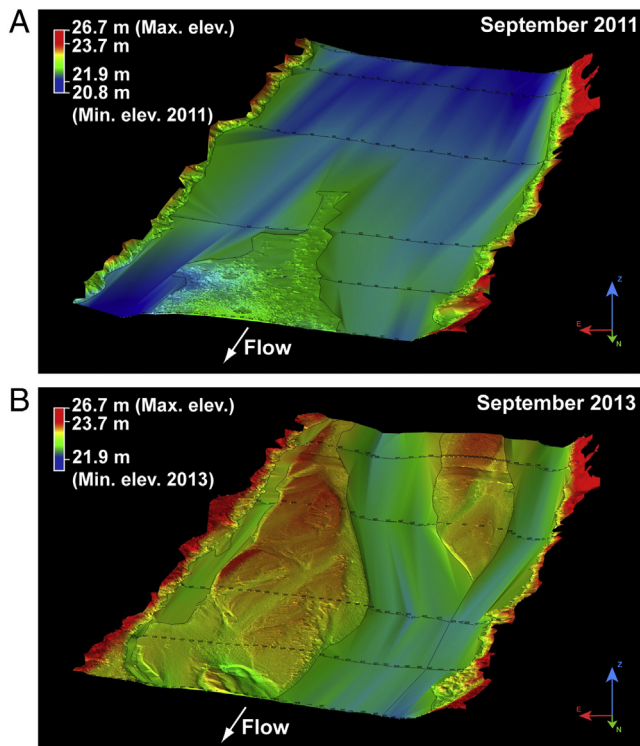 A
September 2011
26.7 m (Max. elev.)
23.7 m
21.9 m
20.8 m
(Min. elev. 2011)
Flow
Z
E
N
B
September 2013
26.7 m (Max. elev.)
23.7 m
21.9 m
(Min. elev. 2013)
Flow
Z
E
N